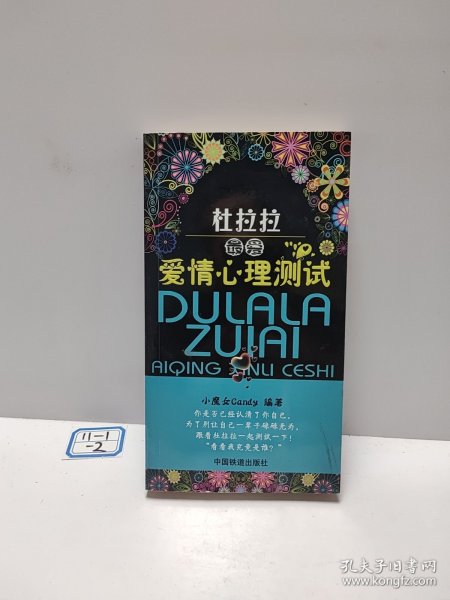 杜拉拉
最爱
爱情心理测试
DULALA
ZUIAI
AIQING XINLI CESHI
小魔女Candy 编著
你是否已经认清了你自己,
为了别让自己一辈子碌碌无为,
跟着杜拉拉一起测试一下!
“看看我究竟是谁?”
中国铁道出版社
11-1
-2
孔夫子旧书网
www.kongfz.com